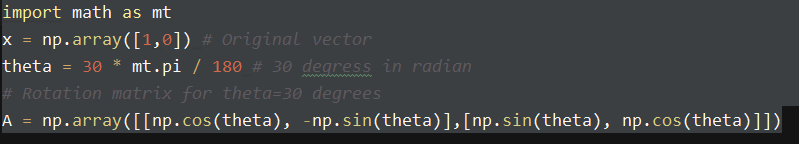 import math as mt
x = np.array([1,0]) # Original vector
theta = 30 * mt.pi / 180 # 30 degress in radian
# Rotation matrix for theta=30 degrees
A = np.array([[np.cos(theta), -np.sin(theta)],[np.sin(theta), np.cos(theta)]])